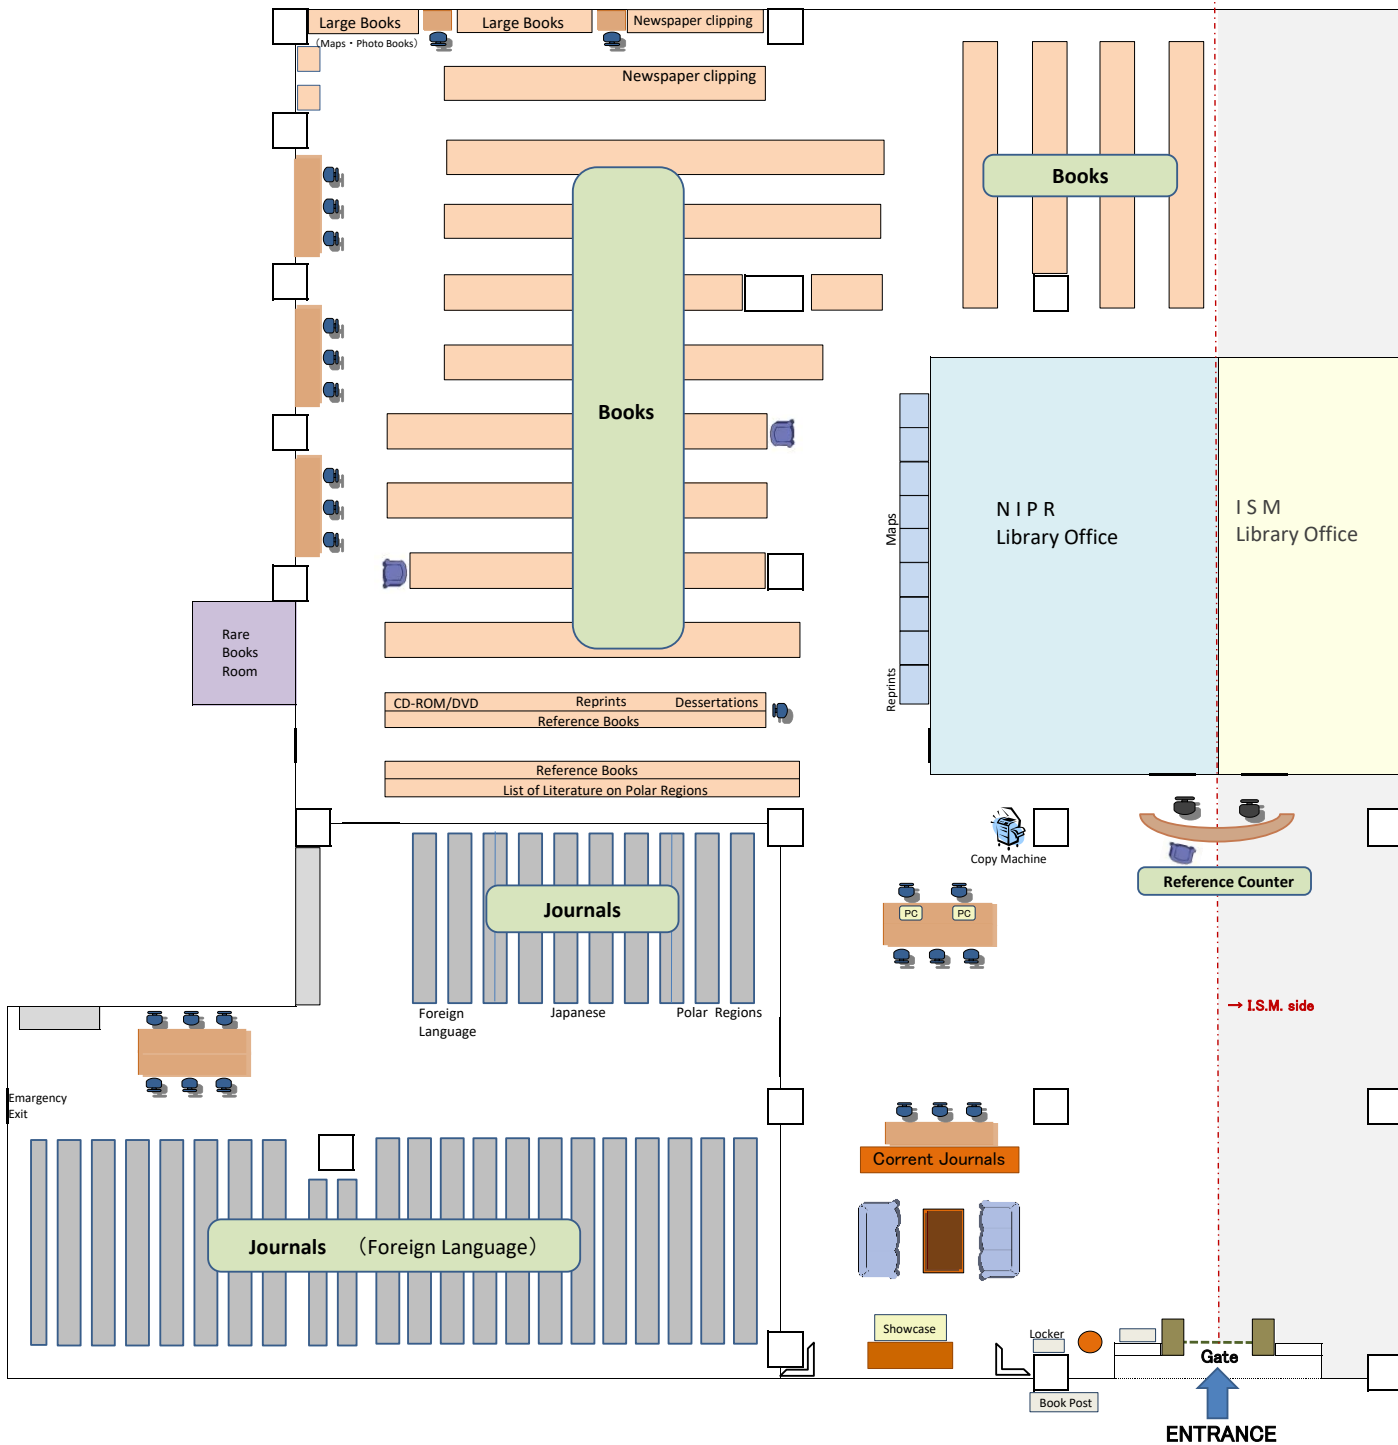 Large Books
Large Books
Newspaper clipping
（Maps・Photo Books）
Newspaper clipping
Books
Books
Maps
Reprints
N I P R
Library Office
I S M
Library Office
Rare
Books
Room
CD-ROM/DVD
Reprints
Dessertations
Reference Books
Reference Books
List of Literature on Polar Regions
Copy Machine
Reference Counter
Journals
PC
PC
Foreign
Language
Japanese
Polar Regions
→ I.S.M. side
Emargency
Exit
Corrent Journals
Journals （Foreign Language）
Showcase
Locker
Gate
Book Post
ENTRANCE